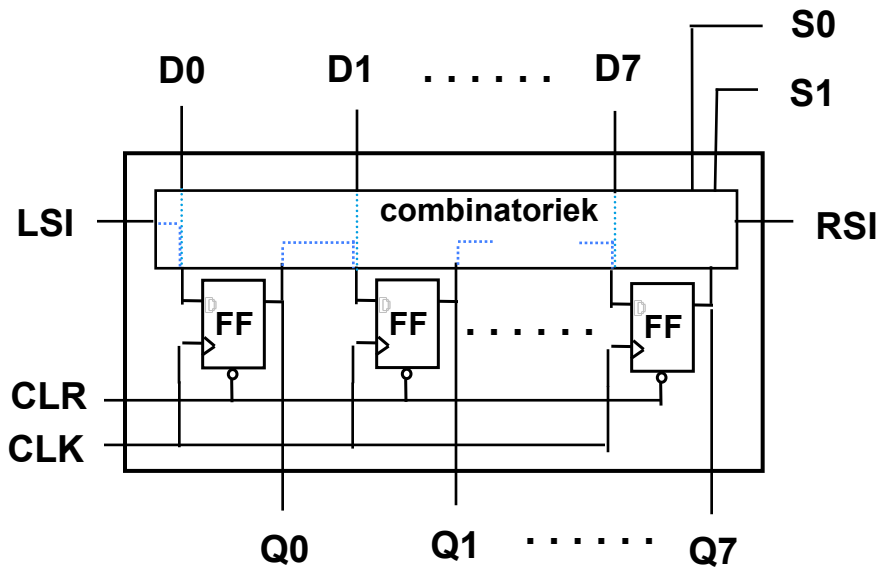 S0
D0 D1 . . . . . . D7
S1
LSI combinatoriek RSI
D FF D FF . . . . . . D FF
CLR
CLK
Q0 Q1 . . . . . . Q7